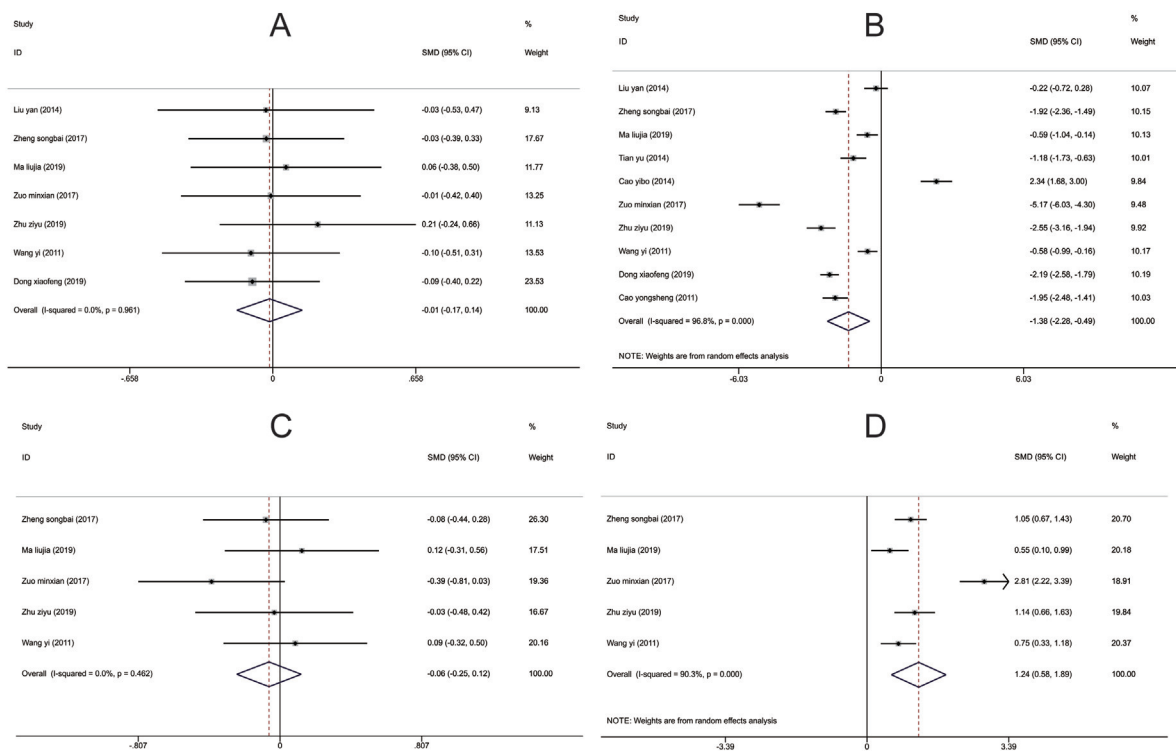 A
Study %
ID SMD (95% CI) Weight
Liu yan (2014) -0.03 (-0.53, 0.47) 9.13
Zheng songbai (2017) -0.03 (-0.39, 0.33) 17.67
Ma liujia (2019) 0.06 (-0.38, 0.50) 11.77
Zuo minxian (2017) -0.01 (-0.42, 0.40) 13.25
Zhu ziyu (2019) 0.21 (-0.24, 0.66) 11.13
Wang yi (2011) -0.10 (-0.51, 0.31) 13.53
Dong xiaofeng (2019) -0.09 (-0.40, 0.22) 23.53
Overall (I-squared = 0.0%, p = 0.961) -0.01 (-0.17, 0.14) 100.00
-.658 0 .658
B
Study %
ID SMD (95% CI) Weight
Liu yan (2014) -0.22 (-0.72, 0.28) 10.07
Zheng songbai (2017) -1.92 (-2.36, -1.49) 10.15
Ma liujia (2019) -0.59 (-1.04, -0.14) 10.13
Tian yu (2014) -1.18 (-1.73, -0.63) 10.01
Cao yibo (2014) 2.34 (1.68, 3.00) 9.84
Zuo minxian (2017) -5.17 (-6.03, -4.30) 9.48
Zhu ziyu (2019) -2.55 (-3.16, -1.94) 9.92
Wang yi (2011) -0.58 (-0.99, -0.16) 10.17
Dong xiaofeng (2019) -2.19 (-2.58, -1.79) 10.19
Cao yongsheng (2011) -1.95 (-2.48, -1.41) 10.03
Overall (I-squared = 96.8%, p = 0.000) -1.38 (-2.28, -0.49) 100.00
NOTE: Weights are from random effects analysis
-6.03 0 6.03
C
Study %
ID SMD (95% CI) Weight
Zheng songbai (2017) -0.08 (-0.44, 0.28) 26.30
Ma liujia (2019) 0.12 (-0.31, 0.56) 17.51
Zuo minxian (2017) -0.39 (-0.81, 0.03) 19.36
Zhu ziyu (2019) -0.03 (-0.48, 0.42) 16.67
Wang yi (2011) 0.09 (-0.32, 0.50) 20.16
Overall (I-squared = 0.0%, p = 0.462) -0.06 (-0.25, 0.12) 100.00
-.807 0 .807
D
Study %
ID SMD (95% CI) Weight
Zheng songbai (2017) 1.05 (0.67, 1.43) 20.70
Ma liujia (2019) 0.55 (0.10, 0.99) 20.18
Zuo minxian (2017) 2.81 (2.22, 3.39) 18.91
Zhu ziyu (2019) 1.14 (0.66, 1.63) 19.84
Wang yi (2011) 0.75 (0.33, 1.18) 20.37
Overall (I-squared = 90.3%, p = 0.000) 1.24 (0.58, 1.89) 100.00
NOTE: Weights are from random effects analysis
-3.39 0 3.39